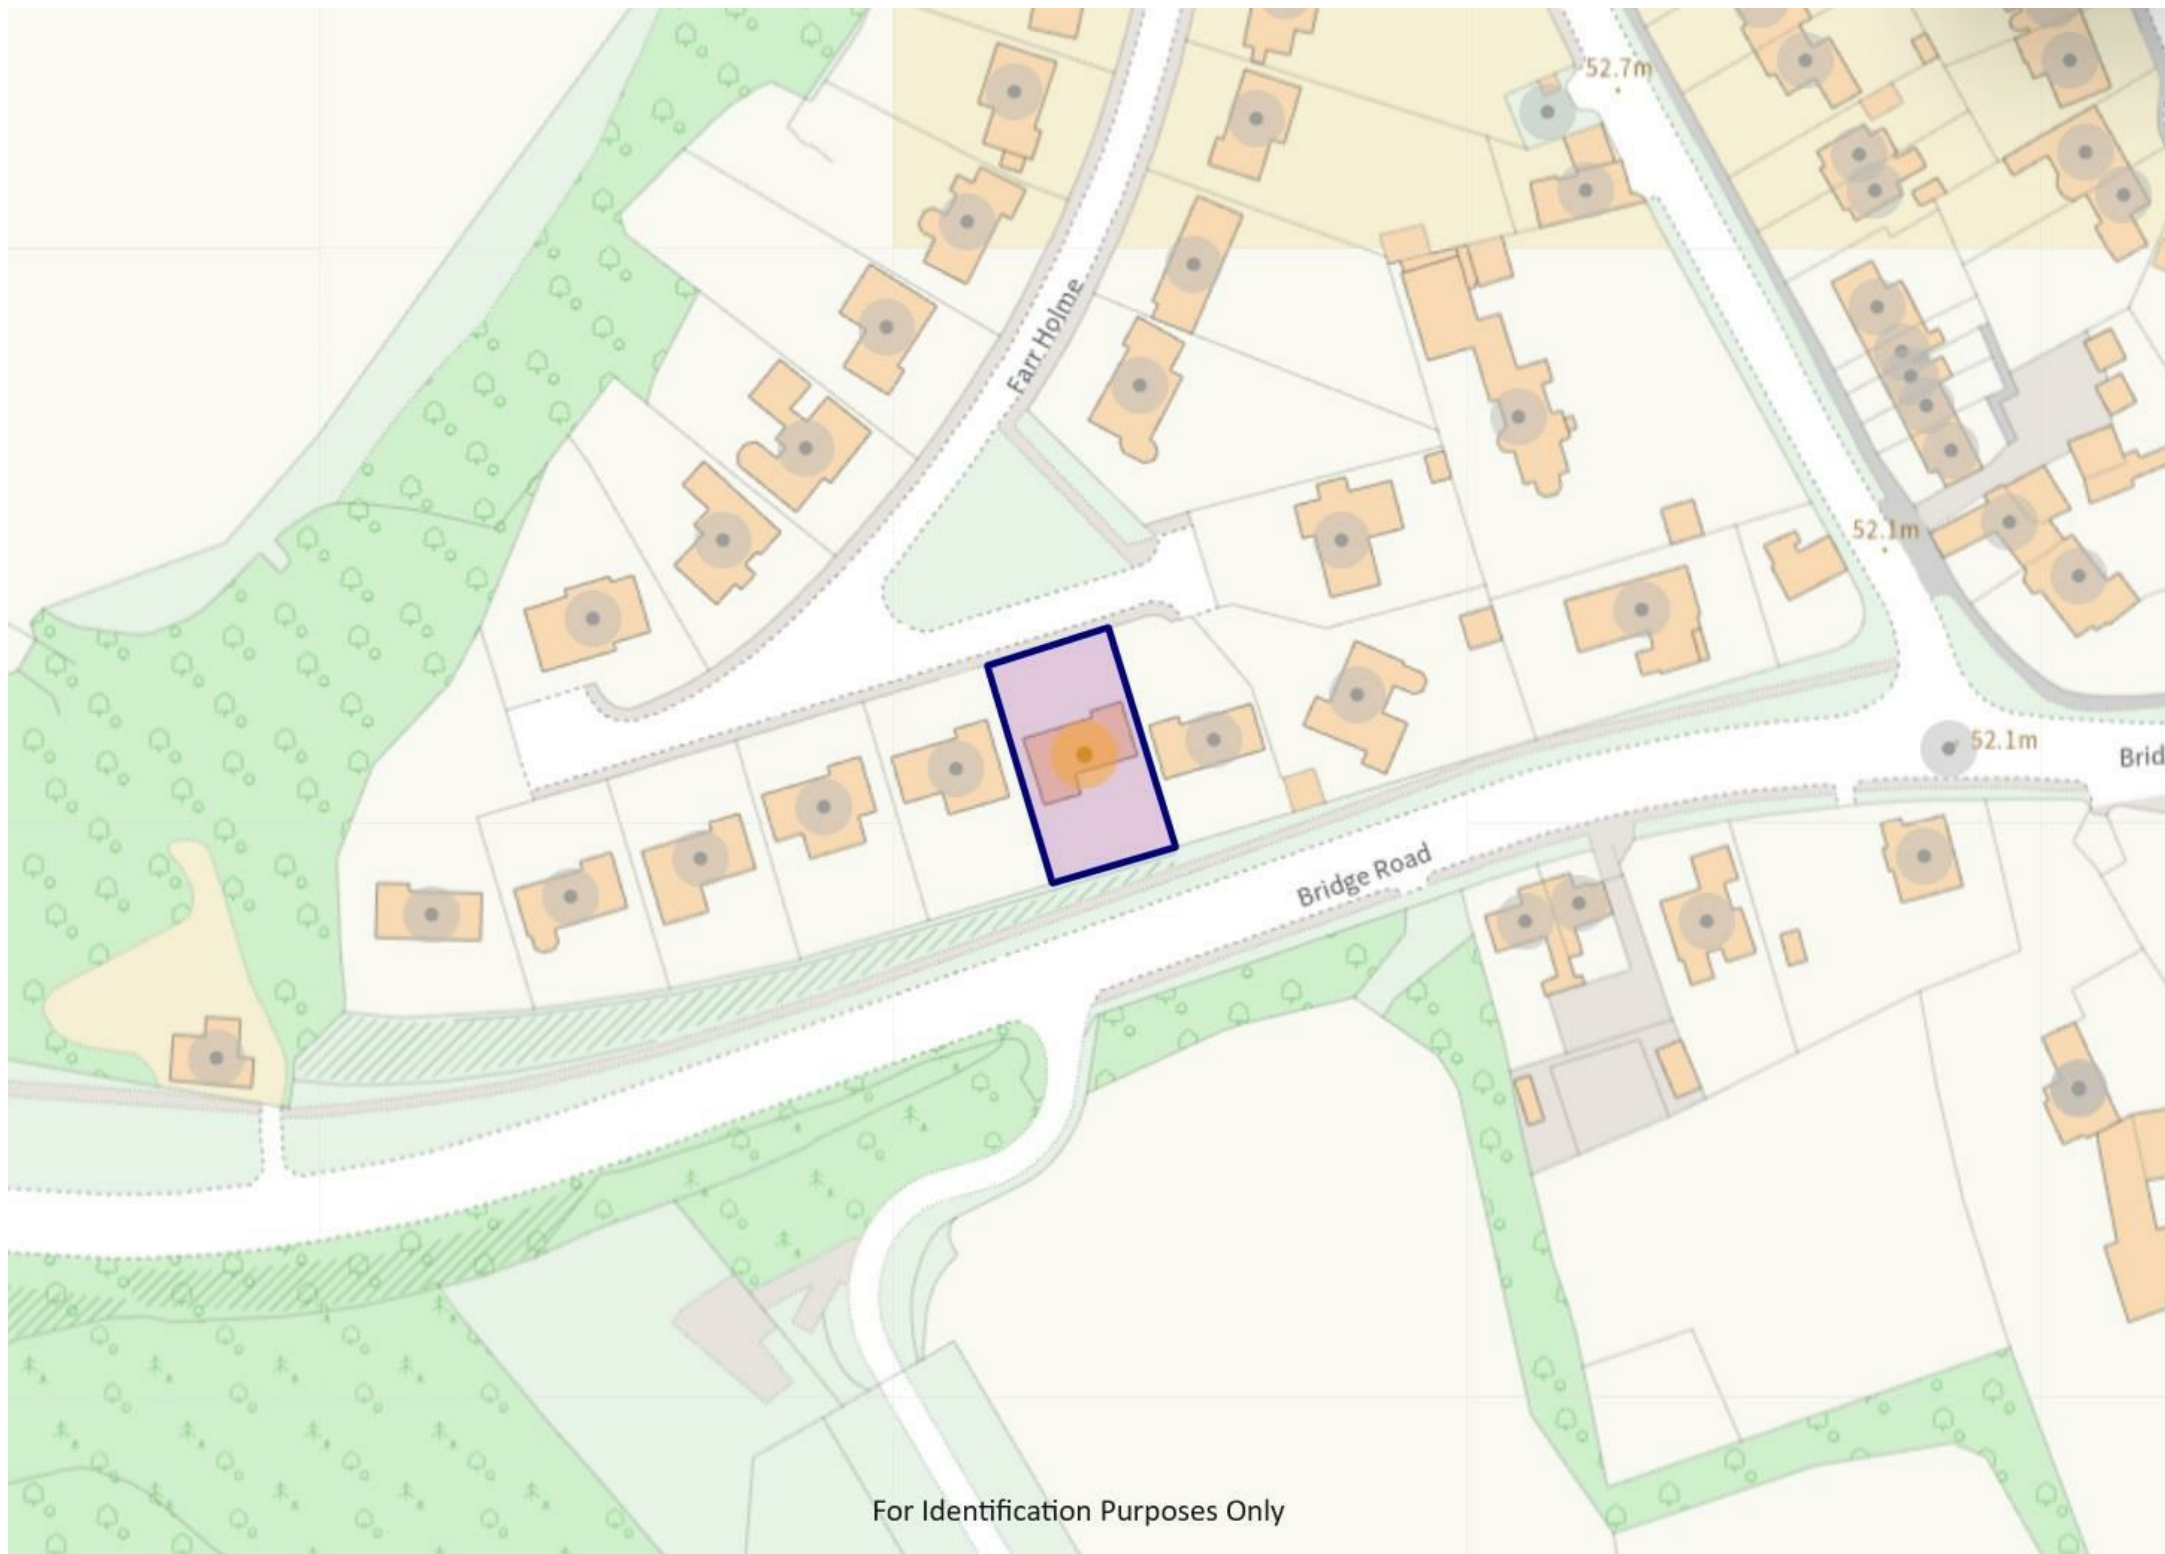 52.7m
Farr Holme
52.1m
52.1m
Brid
Bridge Road
For Identification Purposes Only